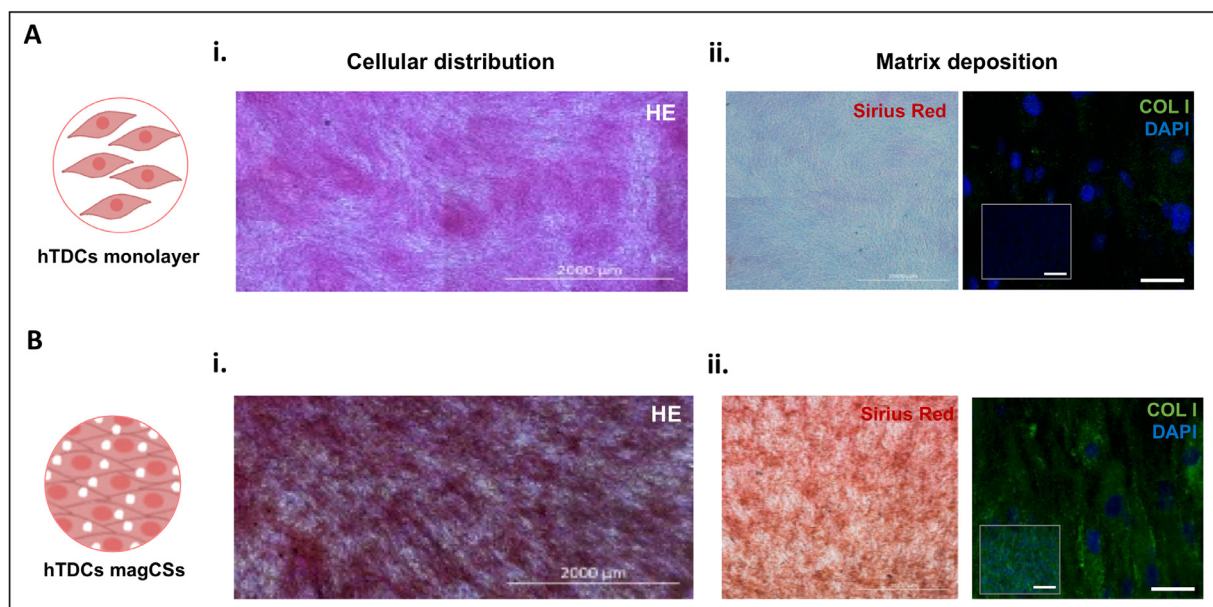 A
i.
Cellular distribution
ii.
Matrix deposition
HE
2000 µm
Sirius Red
COL I
DAPI
hTDCs monolayer
B
i.
ii.
HE
2000 µm
Sirius Red
COL I
DAPI
hTDCs magCSs